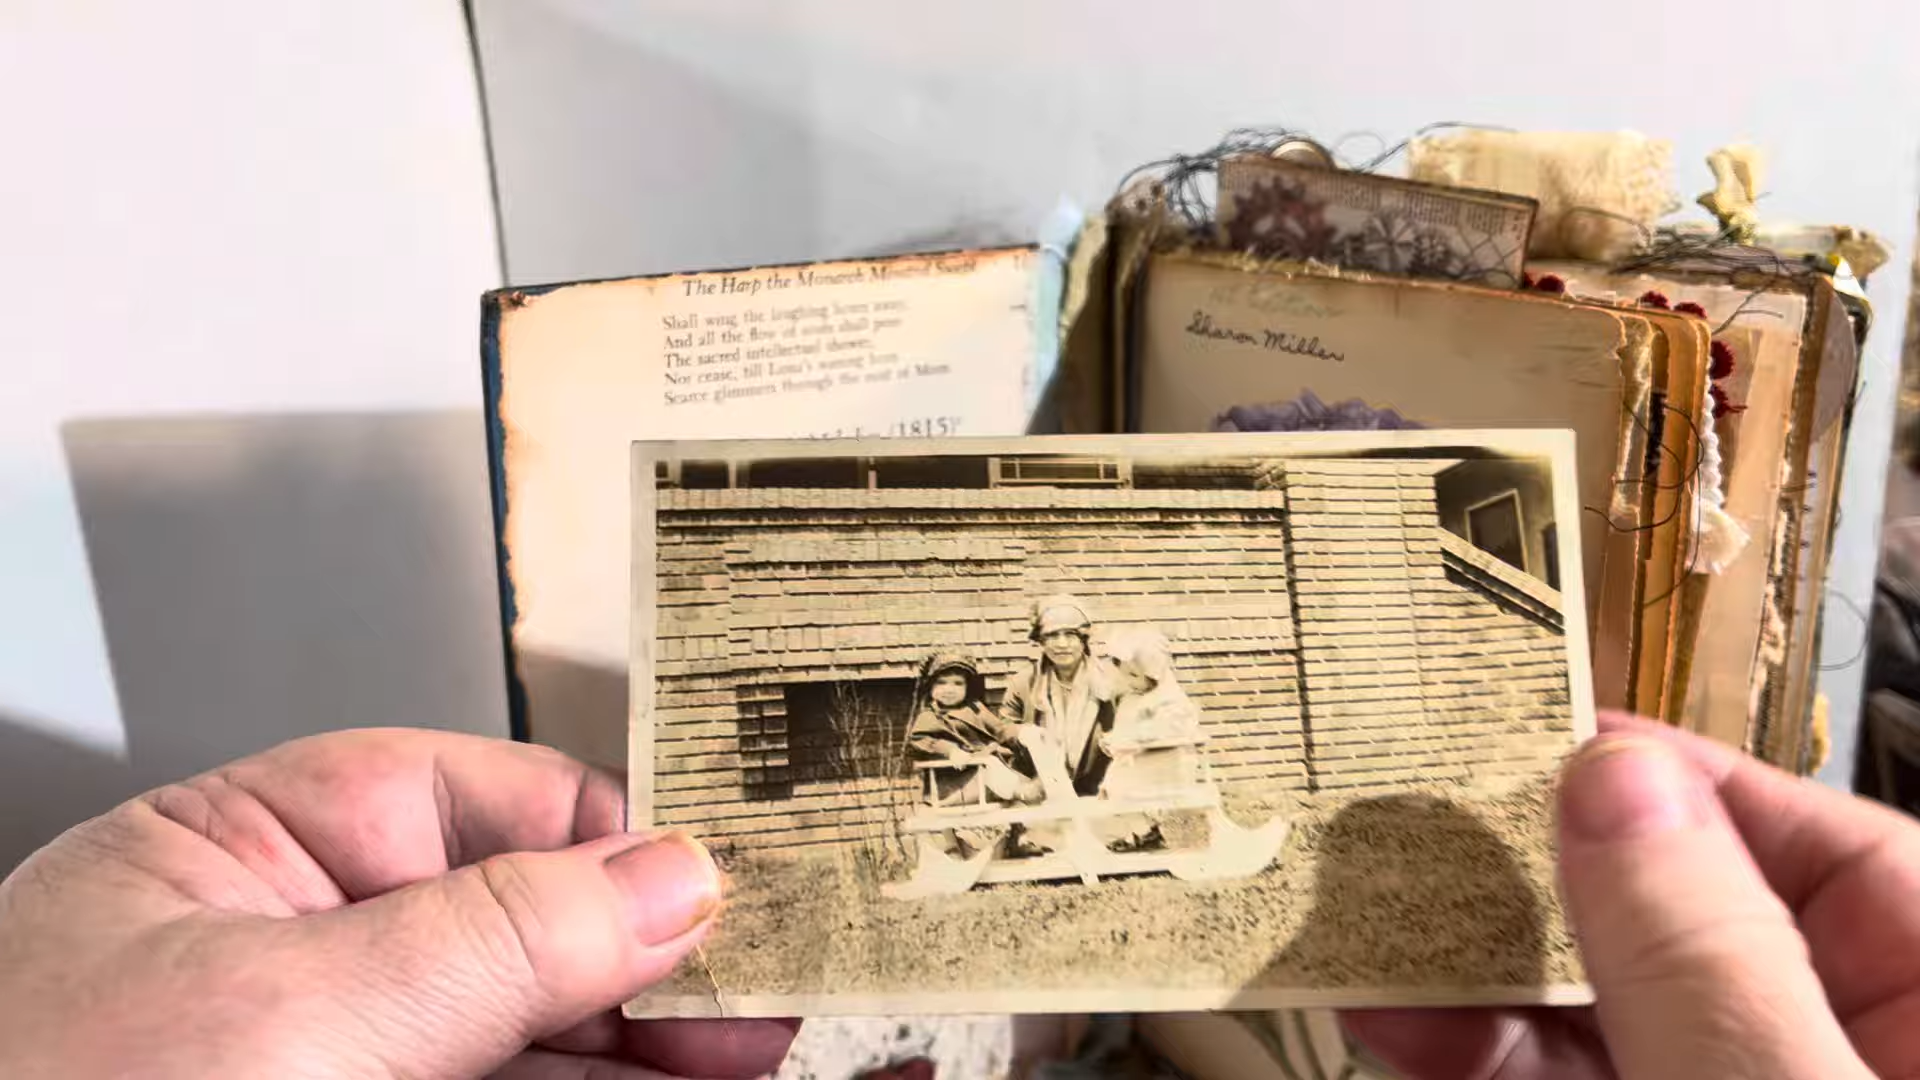 The Harp the Monarch Minstrel Swept
Shall wing the laughing hours away,
And all the flow of souls shall pour
The sacred intellectual shower,
Nor cease, till Luna's waning horn
Scarce glimmers through the rest of Morn.
(1815)
Sharon Miller